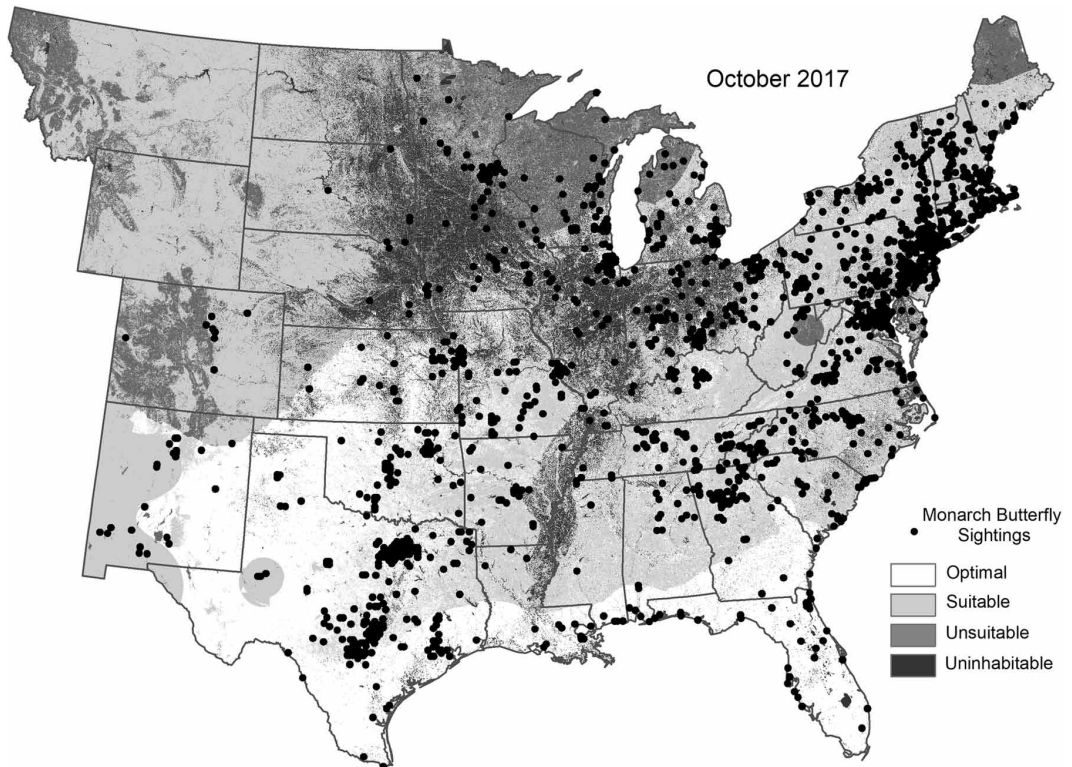 October 2017
Monarch Butterfly
Sightings
Optimal
Suitable
Unsuitable
Uninhabitable